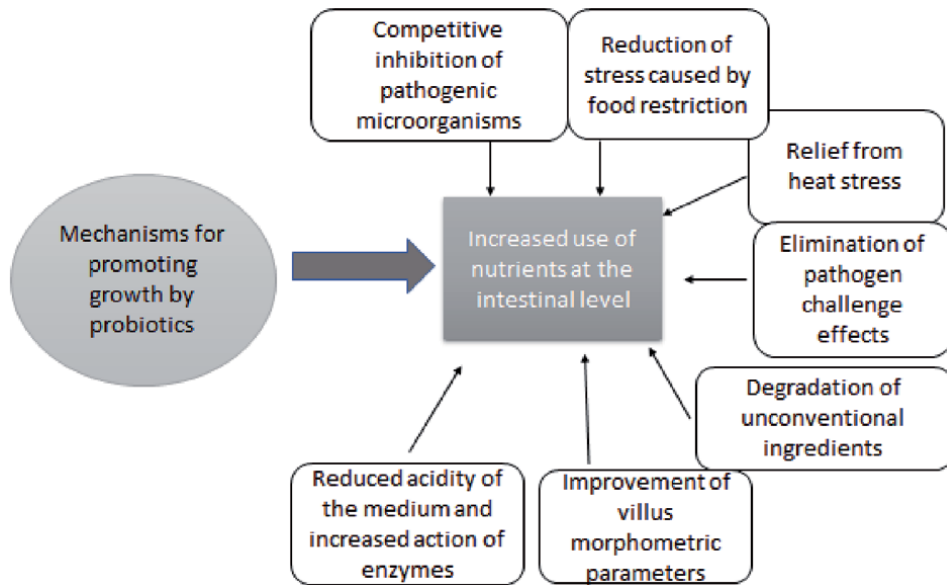 Competitive
inhibition of
pathogenic
microorganisms
Reduction of
stress caused by
food restriction
Relief from
heat stress
Mechanisms for
promoting
growth by
probiotics
Increased use of
nutrients at the
intestinal level
Elimination of
pathogen
challenge
effects
Degradation of
unconventional
ingredients
Reduced acidity of
the medium and
increased action of
enzymes
Improvement of
villus
morphometric
parameters